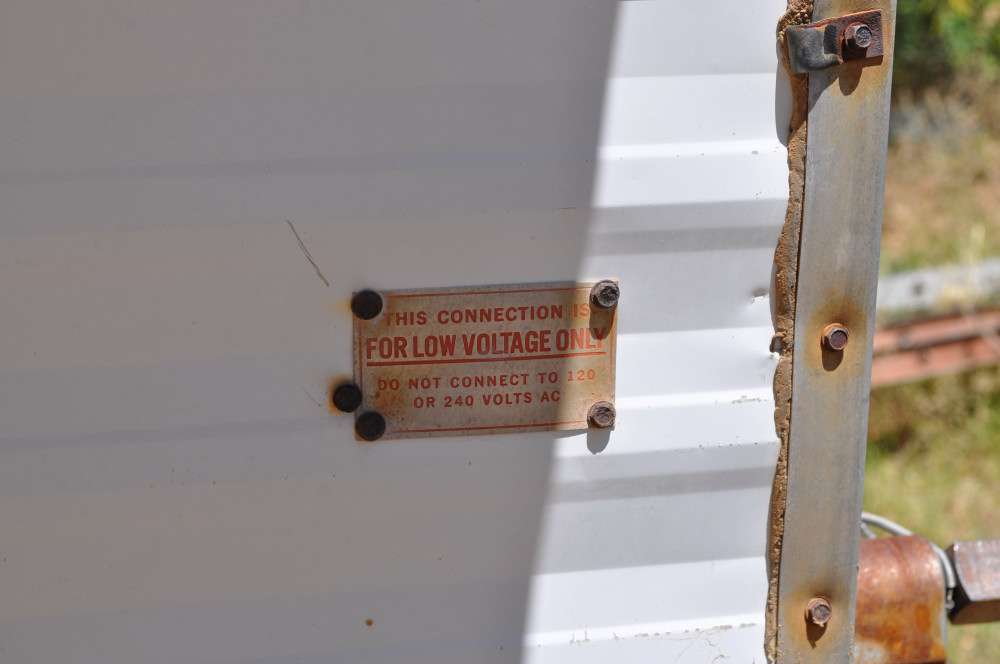 THIS CONNECTION IS
FOR LOW VOLTAGE ONLY
DO NOT CONNECT TO 120
OR 240 VOLTS AC